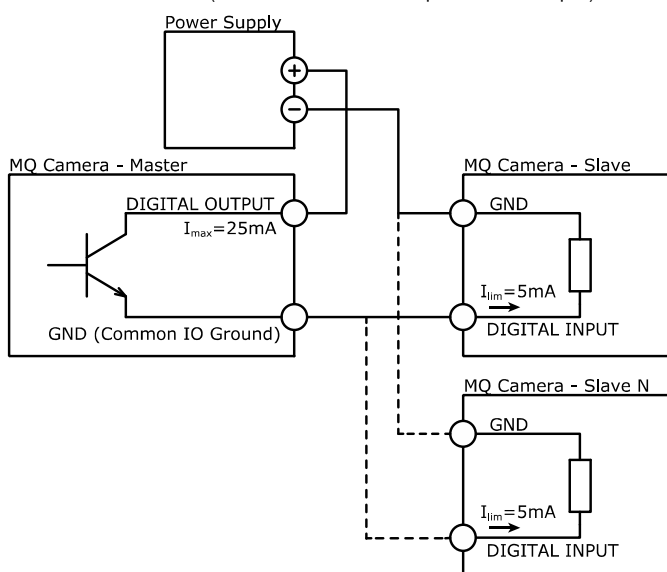 Power Supply
+
−
MQ Camera - Master
DIGITAL OUTPUT
Imax=25mA
GND (Common IO Ground)
MQ Camera - Slave
GND
Ilim=5mA
DIGITAL INPUT
MQ Camera - Slave N
GND
Ilim=5mA
DIGITAL INPUT